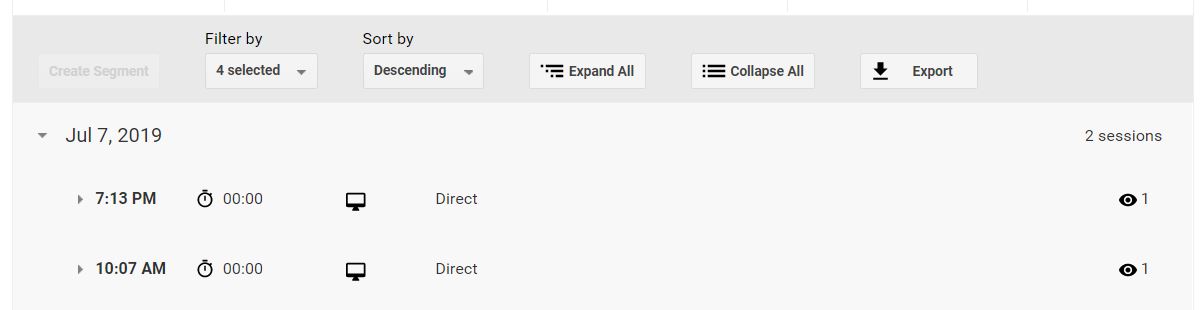 Filter by
Sort by
Create Segment
4 selected
Descending
Expand All
Collapse All
Export
Jul 7, 2019
2 sessions
7:13 PM 00:00 Direct 1
10:07 AM 00:00 Direct 1